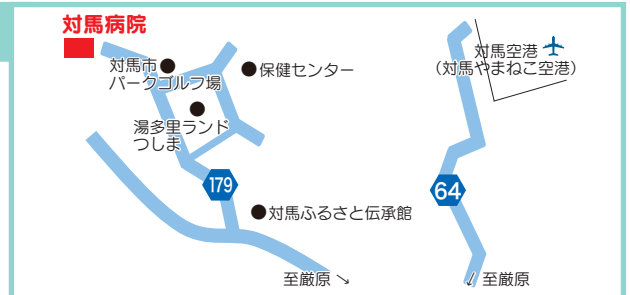 対馬病院
対馬市
パークゴルフ場
保健センター
湯多里ランド
つしま
179
対馬ふるさと伝承館
至厳原
対馬空港
(対馬やまねこ空港)
64
至厳原